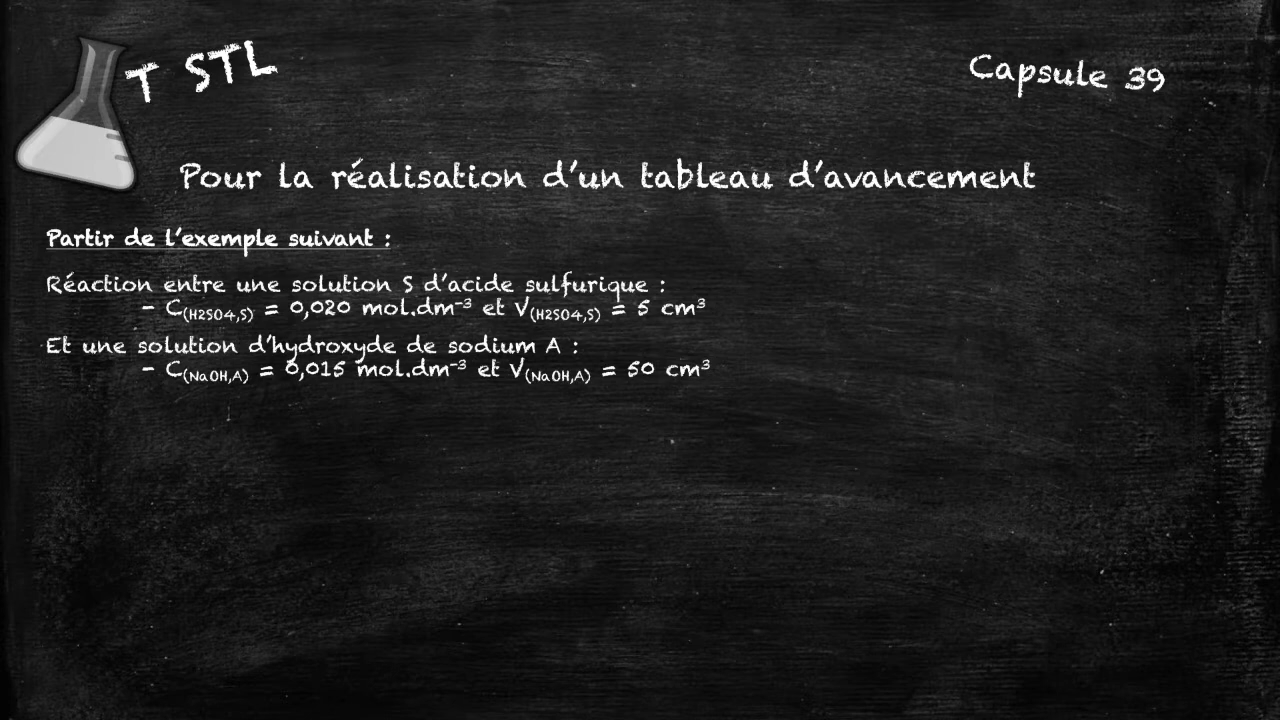 T STL
Capsule 39
Pour la réalisation d’un tableau d’avancement
Partir de l’exemple suivant :
Réaction entre une solution S d’acide sulfurique :
– C(H2SO4,S) = 0,020 mol.dm⁻³ et V(H2SO4,S) = 5 cm³
Et une solution d’hydroxyde de sodium A :
– C(NaOH,A) = 0,015 mol.dm⁻³ et V(NaOH,A) = 50 cm³